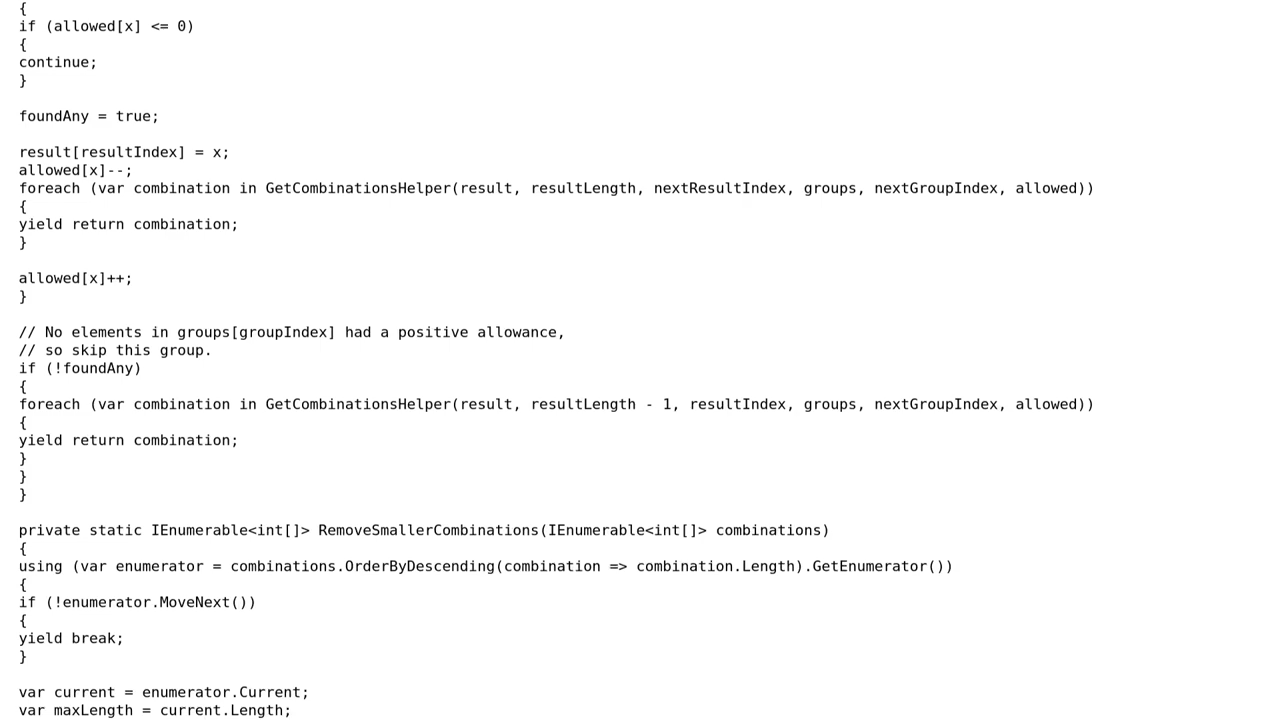 {
if (allowed[x] <= 0)
{
continue;
}

foundAny = true;

result[resultIndex] = x;
allowed[x]--;
foreach (var combination in GetCombinationsHelper(result, resultLength, nextResultIndex, groups, nextGroupIndex, allowed))
{
yield return combination;
}

allowed[x]++;
}

// No elements in groups[groupIndex] had a positive allowance,
// so skip this group.
if (!foundAny)
{
foreach (var combination in GetCombinationsHelper(result, resultLength - 1, resultIndex, groups, nextGroupIndex, allowed))
{
yield return combination;
}
}
}

private static IEnumerable<int[]> RemoveSmallerCombinations(IEnumerable<int[]> combinations)
{
using (var enumerator = combinations.OrderByDescending(combination => combination.Length).GetEnumerator())
{
if (!enumerator.MoveNext())
{
yield break;
}

var current = enumerator.Current;
var maxLength = current.Length;